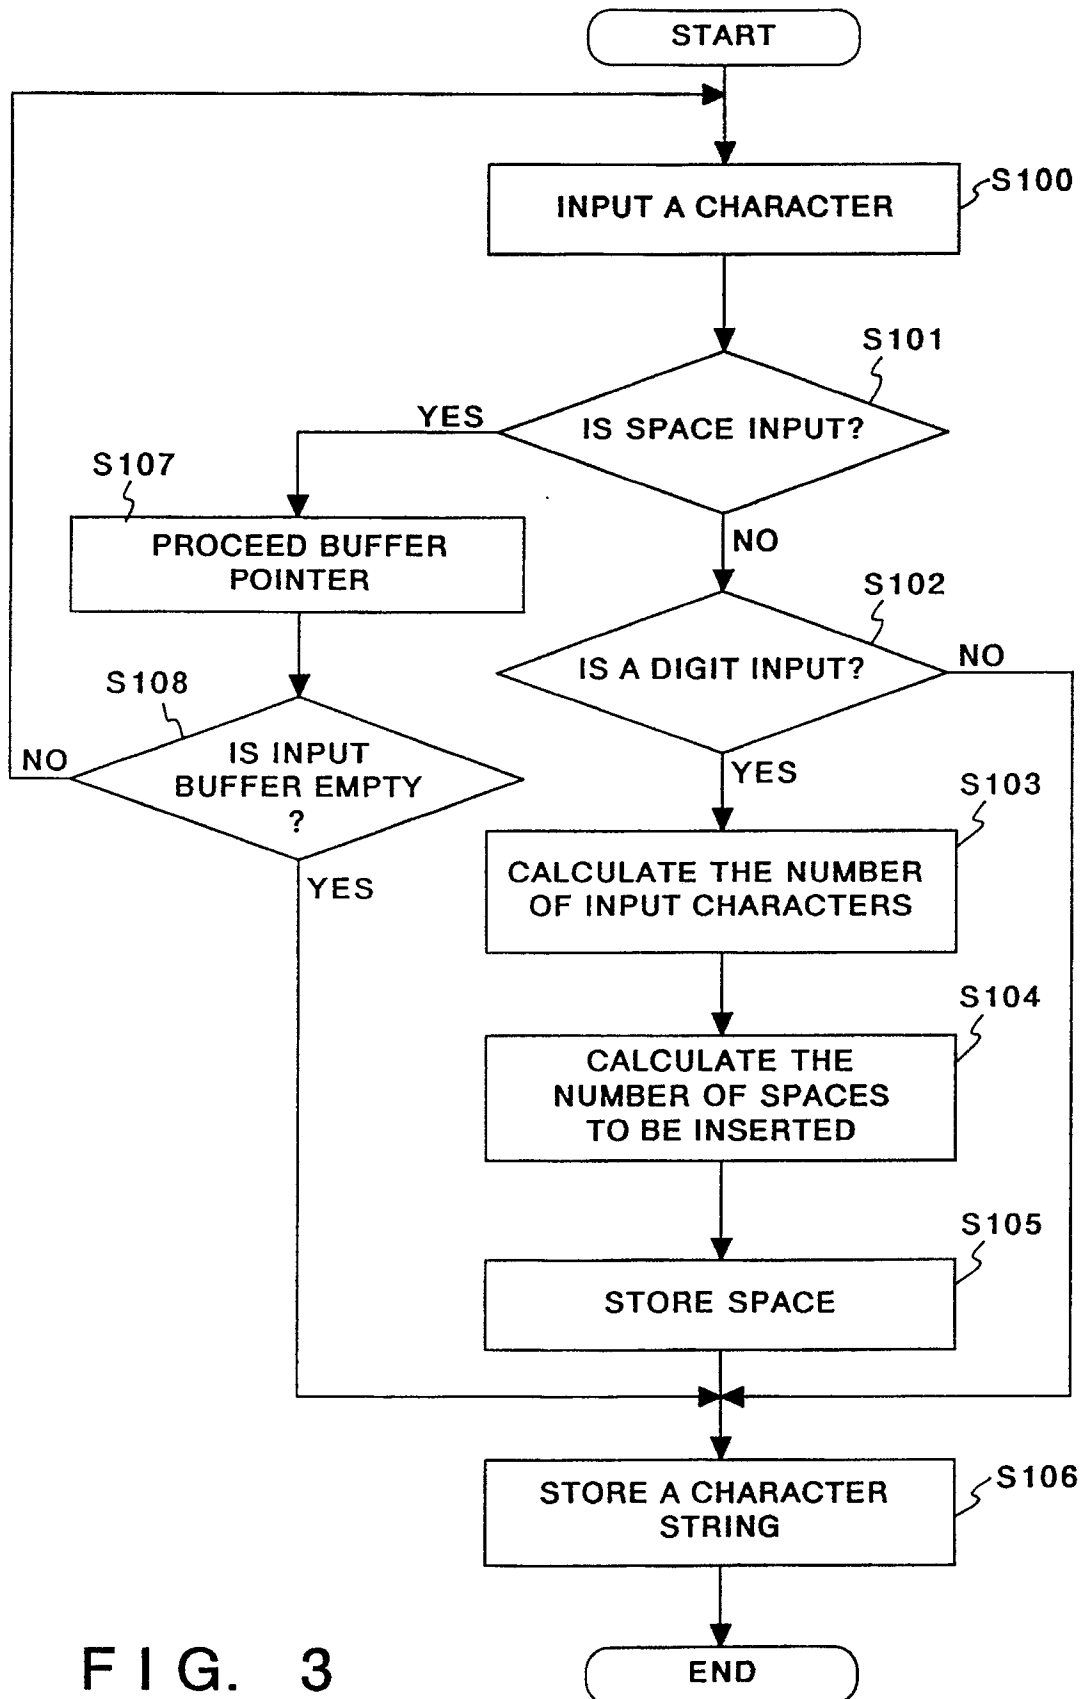 START
INPUT A CHARACTER
S100
S101
IS SPACE INPUT?
YES
NO
S107
PROCEED BUFFER
POINTER
S102
IS A DIGIT INPUT?
NO
YES
S108
IS INPUT
BUFFER EMPTY
?
NO
YES
S103
CALCULATE THE NUMBER
OF INPUT CHARACTERS
S104
CALCULATE THE
NUMBER OF SPACES
TO BE INSERTED
S105
STORE SPACE
S106
STORE A CHARACTER
STRING
END
FIG. 3